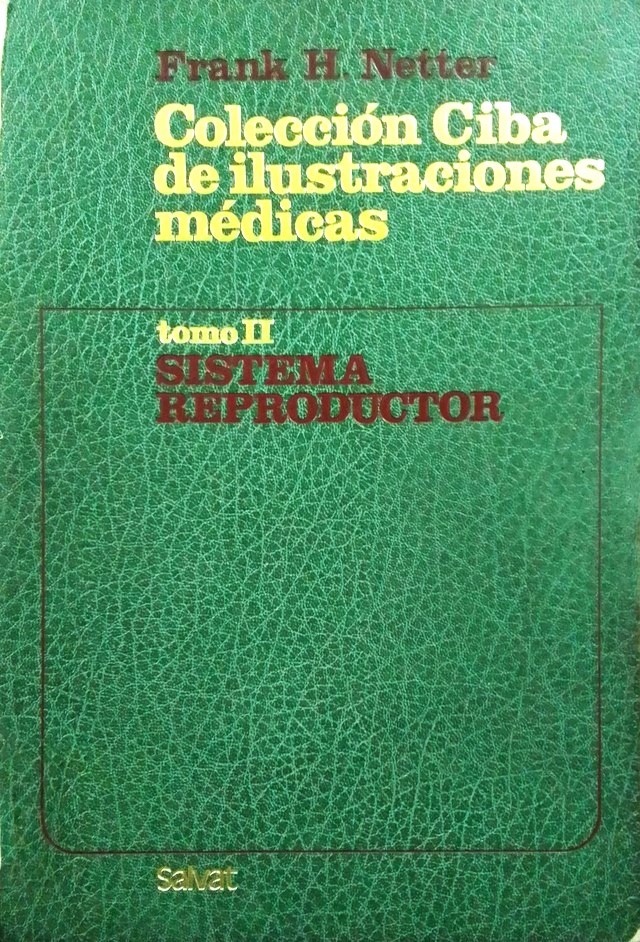 Frank H. Netter
Colección Ciba
de ilustraciones
médicas
tomo II
SISTEMA
REPRODUCTOR
Salvat